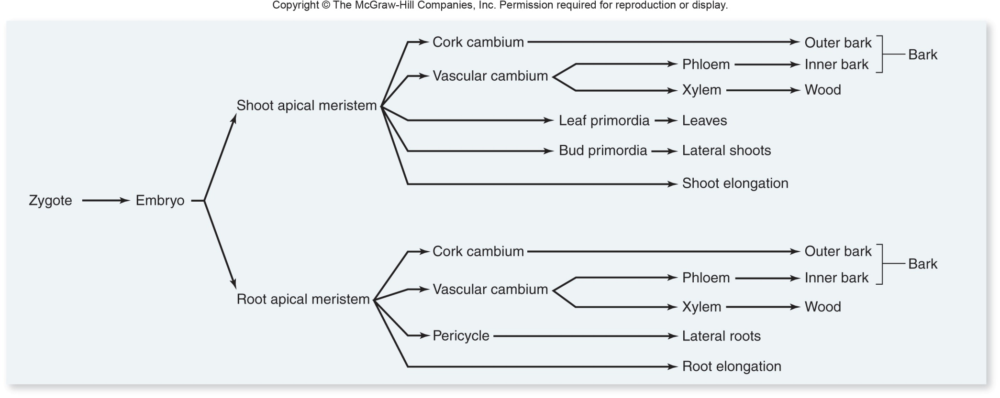 Copyright © The McGraw-Hill Companies, Inc. Permission required for reproduction or display.
Cork cambium
Outer bark
Bark
Vascular cambium
Phloem
Inner bark
Xylem
Wood
Shoot apical meristem
Leaf primordia
Leaves
Bud primordia
Lateral shoots
Shoot elongation
Zygote
Embryo
Cork cambium
Outer bark
Bark
Vascular cambium
Phloem
Inner bark
Xylem
Wood
Root apical meristem
Pericycle
Lateral roots
Root elongation